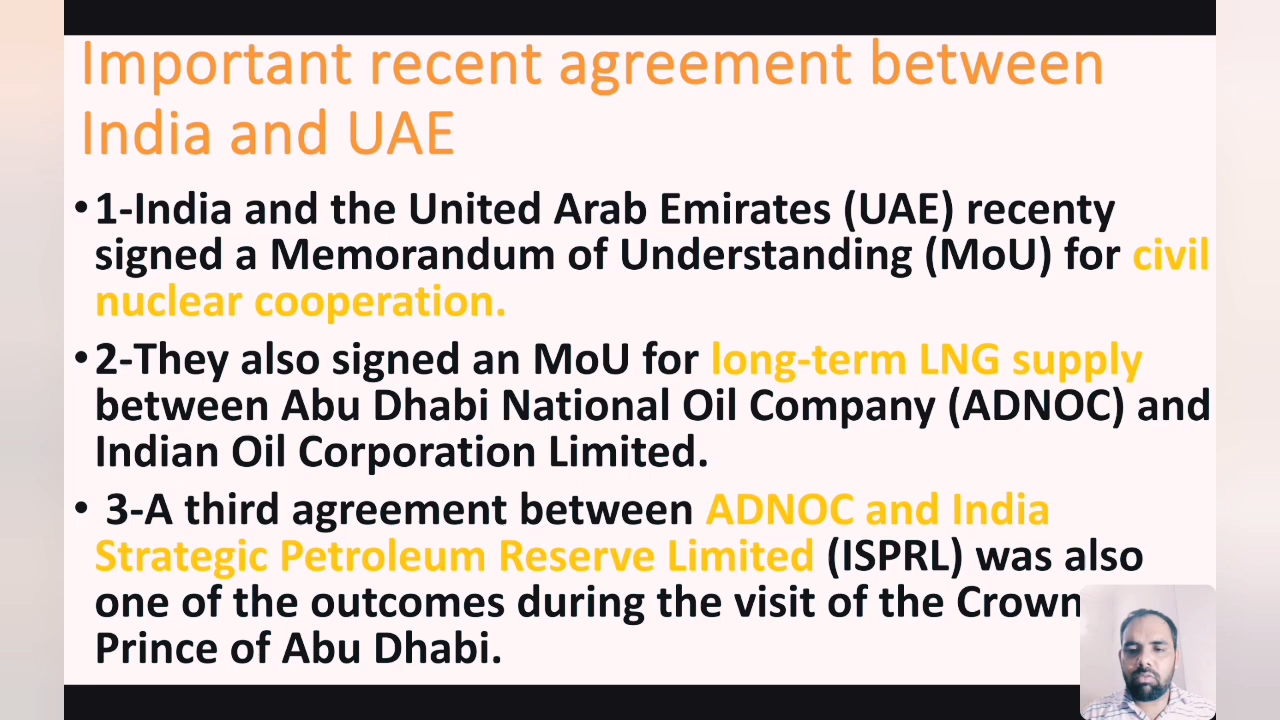 Important recent agreement between
India and UAE
•1-India and the United Arab Emirates (UAE) recenty
signed a Memorandum of Understanding (MoU) for civil
nuclear cooperation.
•2-They also signed an MoU for long-term LNG supply
between Abu Dhabi National Oil Company (ADNOC) and
Indian Oil Corporation Limited.
• 3-A third agreement between ADNOC and India
Strategic Petroleum Reserve Limited (ISPRL) was also
one of the outcomes during the visit of the Crown
Prince of Abu Dhabi.